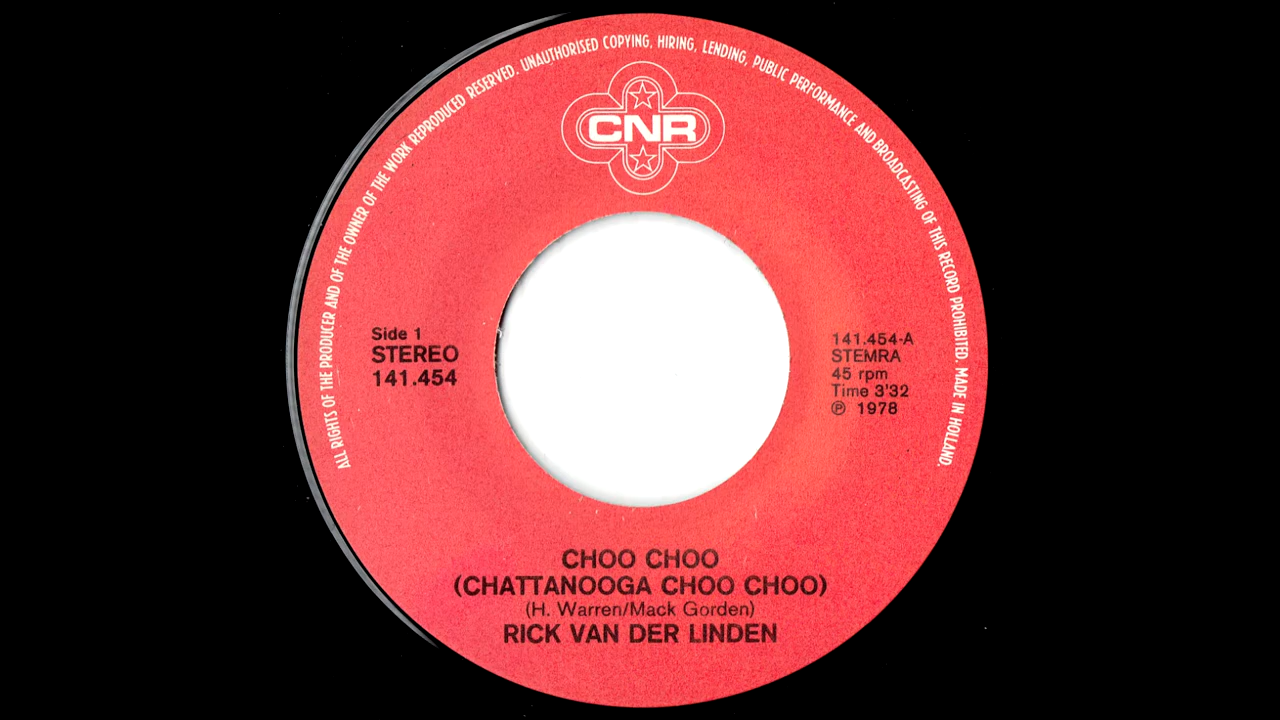 ALL RIGHTS OF THE PRODUCER AND OF THE OWNER OF THE WORK REPRODUCED RESERVED. UNAUTHORISED COPYING, HIRING, LENDING, PUBLIC PERFORMANCE AND BROADCASTING OF THIS RECORD PROHIBITED. MADE IN HOLLAND.
CNR
Side 1
STEREO
141.454
141.454-A
STEMRA
45 rpm
Time 3'32
℗ 1978
CHOO CHOO
(CHATTANOOGA CHOO CHOO)
(H. Warren/Mack Gorden)
RICK VAN DER LINDEN